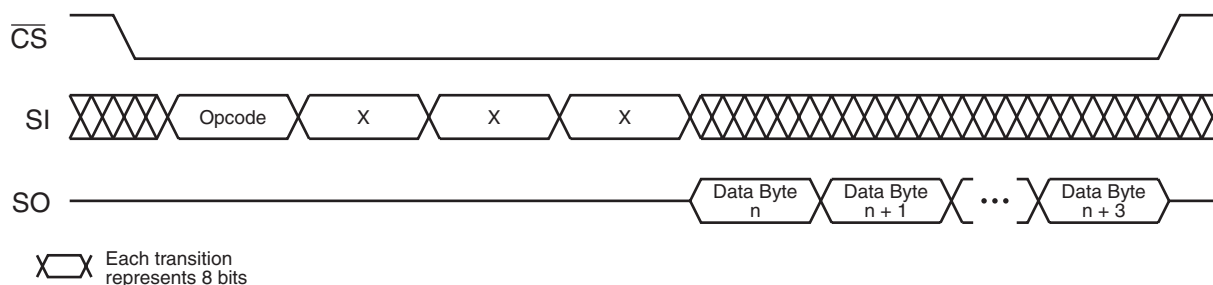 CS
SI
Opcode X X X
SO
Data Byte n
Data Byte n + 1
•••
Data Byte n + 3
Each transition
represents 8 bits